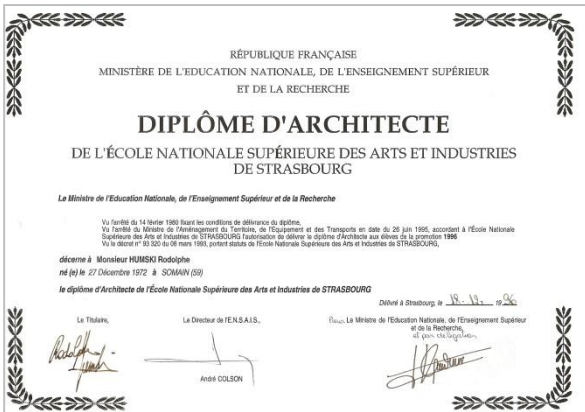 RÉPUBLIQUE FRANÇAISE
MINISTÈRE DE L'EDUCATION NATIONALE, DE L'ENSEIGNEMENT SUPÉRIEUR
ET DE LA RECHERCHE
DIPLÔME D'ARCHITECTE
DE L'ÉCOLE NATIONALE SUPÉRIEURE DES ARTS ET INDUSTRIES
DE STRASBOURG
Le Ministre de l'Education Nationale, de l'Enseignement Supérieur et de la Recherche
Vu l'arrêté du 14 février 1980 fixant les conditions de délivrance du diplôme,
Vu l'arrêté du Ministre de l'Aménagement du Territoire, de l'Equipement et des Transports en date du 26 juin 1995, accordant à l'Ecole Nationale
Supérieure des Arts et Industries de STRASBOURG l'autorisation de délivrer le diplôme d'Architecte aux élèves de la promotion 1996
Vu le décret n° 93 320 du 08 mars 1993, portant statuts de l'Ecole Nationale Supérieure des Arts et Industries de STRASBOURG,
décerne à Monsieur HUMSKI Rodolphe
né (e) le 27 Décembre 1972 à SOMAIN (59)
le diplôme d'Architecte de l'École Nationale Supérieure des Arts et Industries de STRASBOURG
Délivré à Strasbourg, le 18. 12. 1996
Le Titulaire,
Le Directeur de l'E.N.S.A.I.S.,
Pour Le Ministre de l'Education Nationale, de l'Enseignement Supérieur
et de la Recherche,
et par délégation
André COLSON